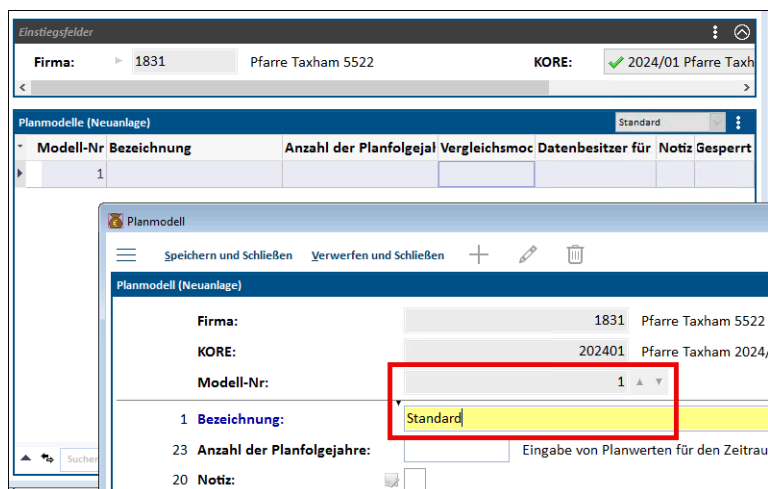 Einstiegsfelder
Firma: 1831 Pfarre Taxham 5522 KORE: 2024/01 Pfarre Taxh
Planmodelle (Neuanlage) Standard
Modell-Nr Bezeichnung Anzahl der Planfolgejal Vergleichsmoc Datenbesitzer für Notiz Gesperrt
1
Planmodell
Speichern und Schließen Verwerfen und Schließen
Planmodell (Neuanlage)
Firma: 1831 Pfarre Taxham 5522
KORE: 202401 Pfarre Taxham 2024/
Modell-Nr: 1
1 Bezeichnung: Standard
23 Anzahl der Planfolgejahre: Eingabe von Planwerten für den Zeitrau
20 Notiz:
Sucher